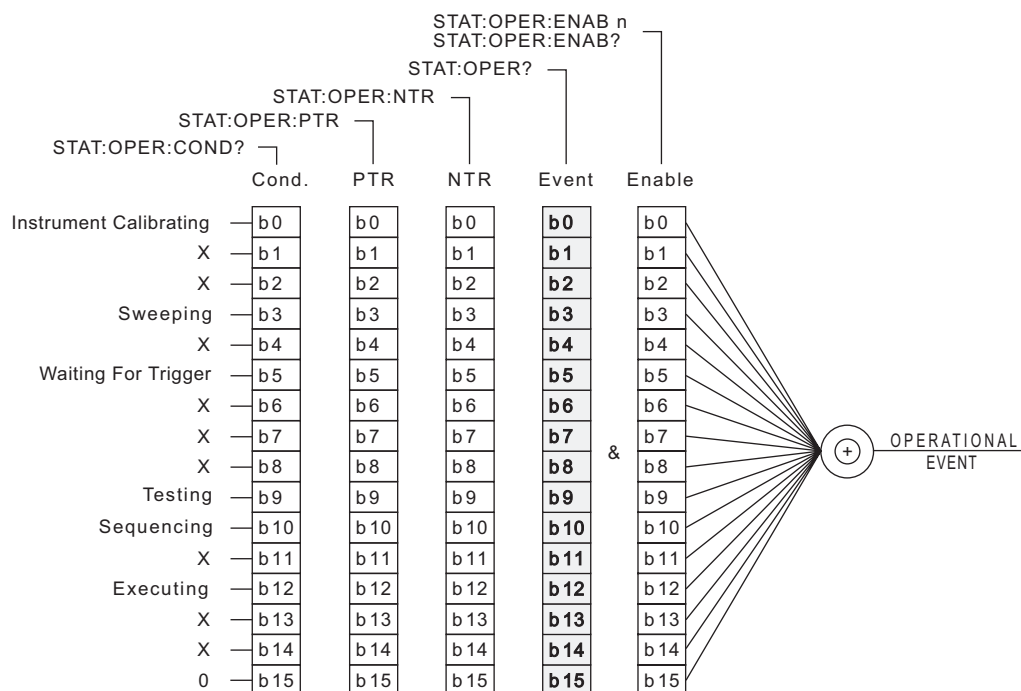 STAT:OPER:ENAB n
STAT:OPER:ENAB?
STAT:OPER?
STAT:OPER:NTR
STAT:OPER:PTR
STAT:OPER:COND?
Cond. PTR NTR Event Enable
Instrument Calibrating b0 b0 b0 b0 b0
X b1 b1 b1 b1 b1
X b2 b2 b2 b2 b2
Sweeping b3 b3 b3 b3 b3
X b4 b4 b4 b4 b4
Waiting For Trigger b5 b5 b5 b5 b5
X b6 b6 b6 b6 b6
X b7 b7 b7 b7 b7
&
OPERATIONAL
EVENT
+
X b8 b8 b8 b8 b8
Testing b9 b9 b9 b9 b9
Sequencing b10 b10 b10 b10 b10
X b11 b11 b11 b11 b11
Executing b12 b12 b12 b12 b12
X b13 b13 b13 b13 b13
X b14 b14 b14 b14 b14
0 b15 b15 b15 b15 b15